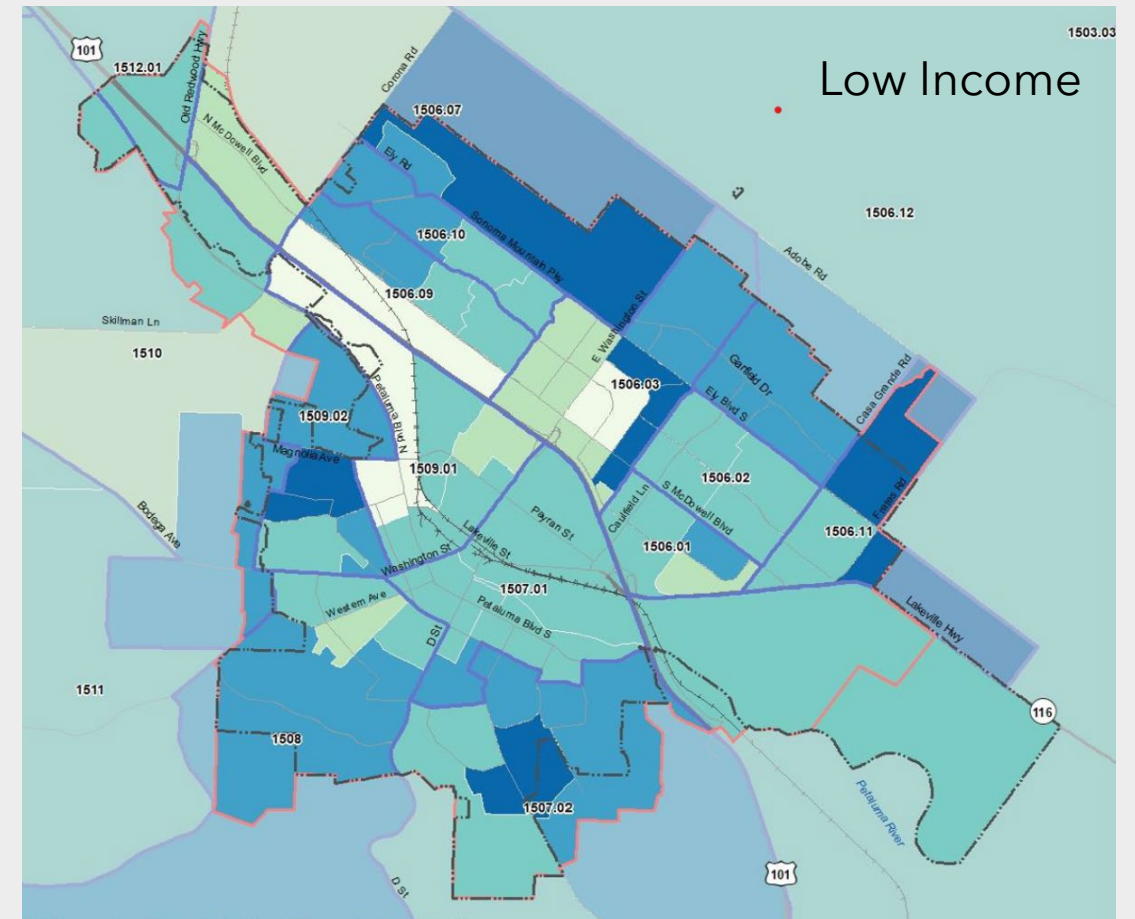 1503.03
Low Income
101
1512.01
Old Redwood Hwy
Corona Rd
1506.07
N McDowell Blvd
Ely Rd
1506.12
Sonoma Mountain Pky
1506.10
Adobe Rd
1506.09
Skillman Ln
E Washington St
1510
Garfield Dr
Casa Grande Rd
1506.03
Petaluma Blvd N
Ely Blvd S
1509.02
Magnolia Ave
1509.01
1506.02
S McDowell Blvd
Frates Rd
Bodega Ave
Payran St
Caulfield Ln
1506.11
Lakeville St
1506.01
Washington St
1507.01
Western Ave
Petaluma Blvd S
Lakeville Hwy
D St
1511
116
1508
1507.02
Petaluma River
101
D St